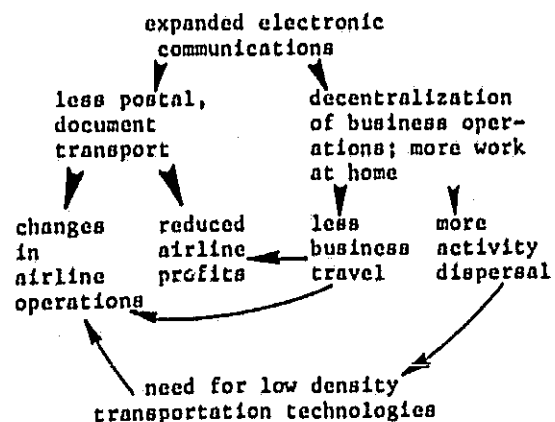 expanded electronic
communications
less postal,
document
transport
decentralization
of business oper-
ations; more work
at home
changes
in
airline
operations
reduced
airline
profits
less
business
travel
more
activity
dispersal
need for low density
transportation technologies